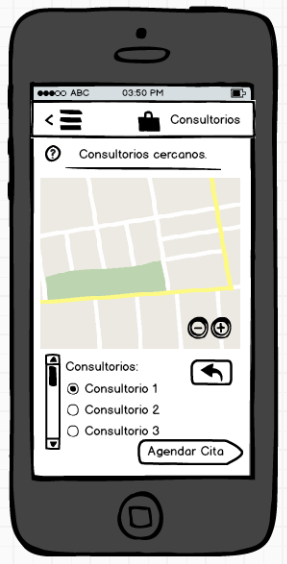 ABC 03:50 PM
Consultorios
Consultorios cercanos.
Consultorios:
Consultorio 1
Consultorio 2
Consultorio 3
Agendar Cita